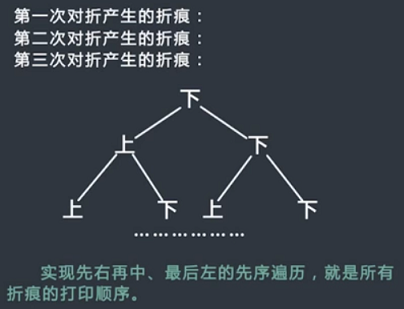 第一次对折产生的折痕：
第二次对折产生的折痕：
第三次对折产生的折痕：
下
上 下
上 下 上 下
………………
实现先右再中、最后左的先序遍历，就是所有
折痕的打印顺序。